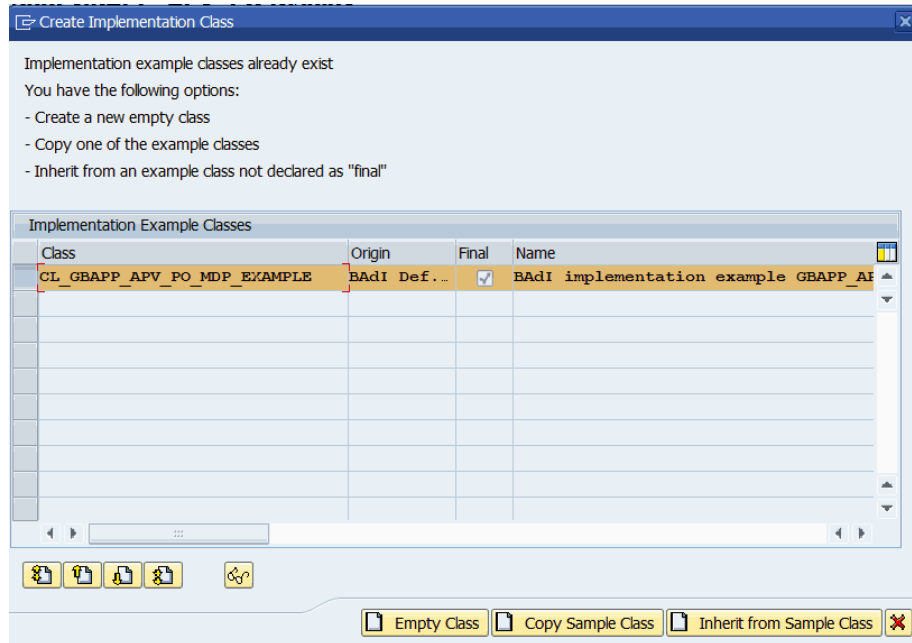 Create Implementation Class
Implementation example classes already exist
You have the following options:
- Create a new empty class
- Copy one of the example classes
- Inherit from an example class not declared as "final"
Implementation Example Classes
Class Origin Final Name
CL_GBAPP_APV_PO_MDP_EXAMPLE BAdI Def... BAdI implementation example GBAPP_AP
Empty Class Copy Sample Class Inherit from Sample Class